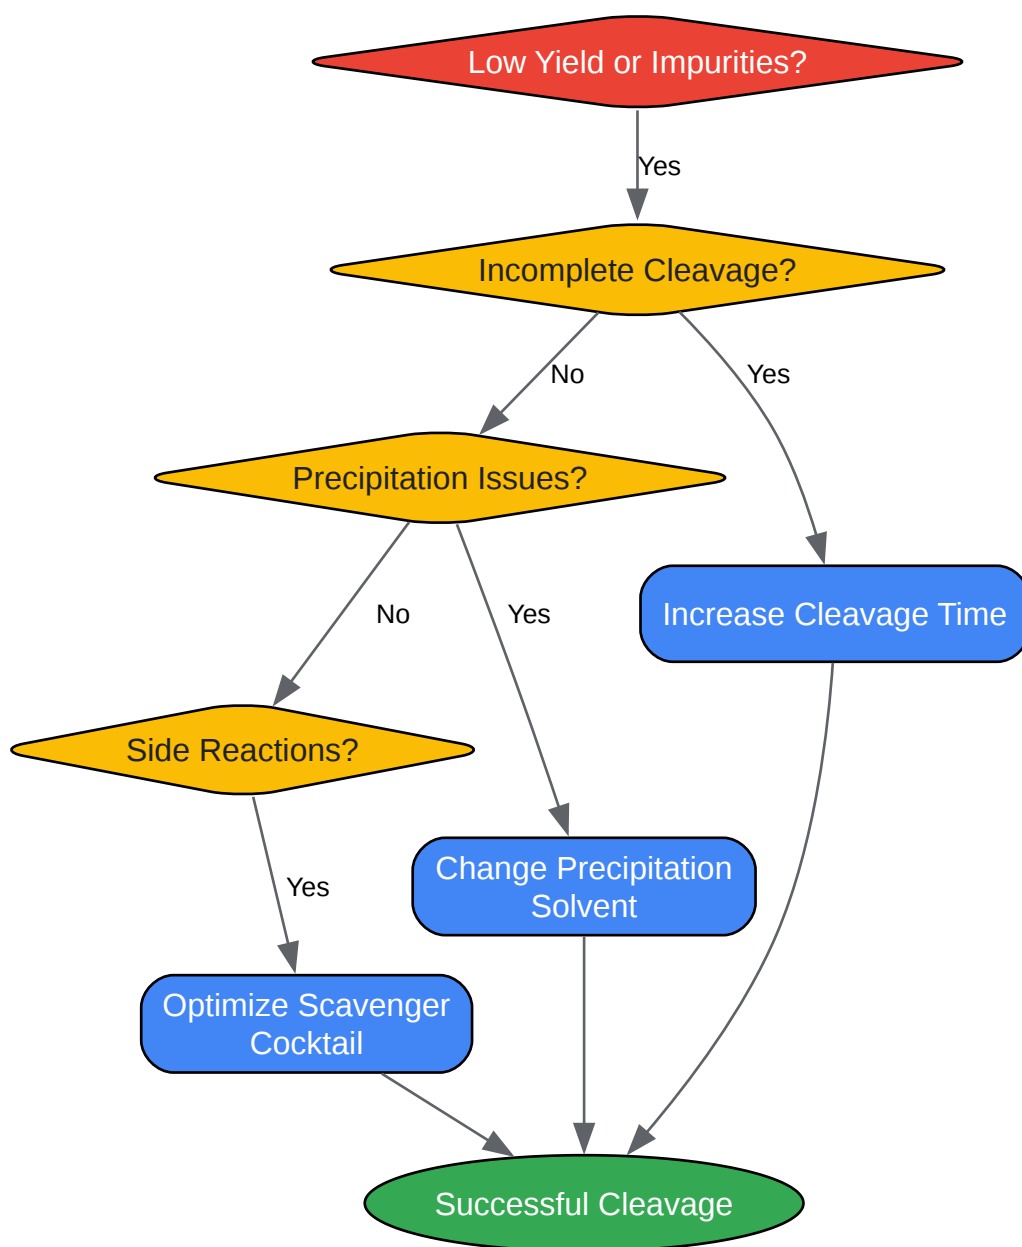 Low Yield or Impurities?
Yes
Incomplete Cleavage?
No
Yes
Precipitation Issues?
No
Yes
Increase Cleavage Time
Side Reactions?
Yes
Change Precipitation
Solvent
Optimize Scavenger
Cocktail
Successful Cleavage